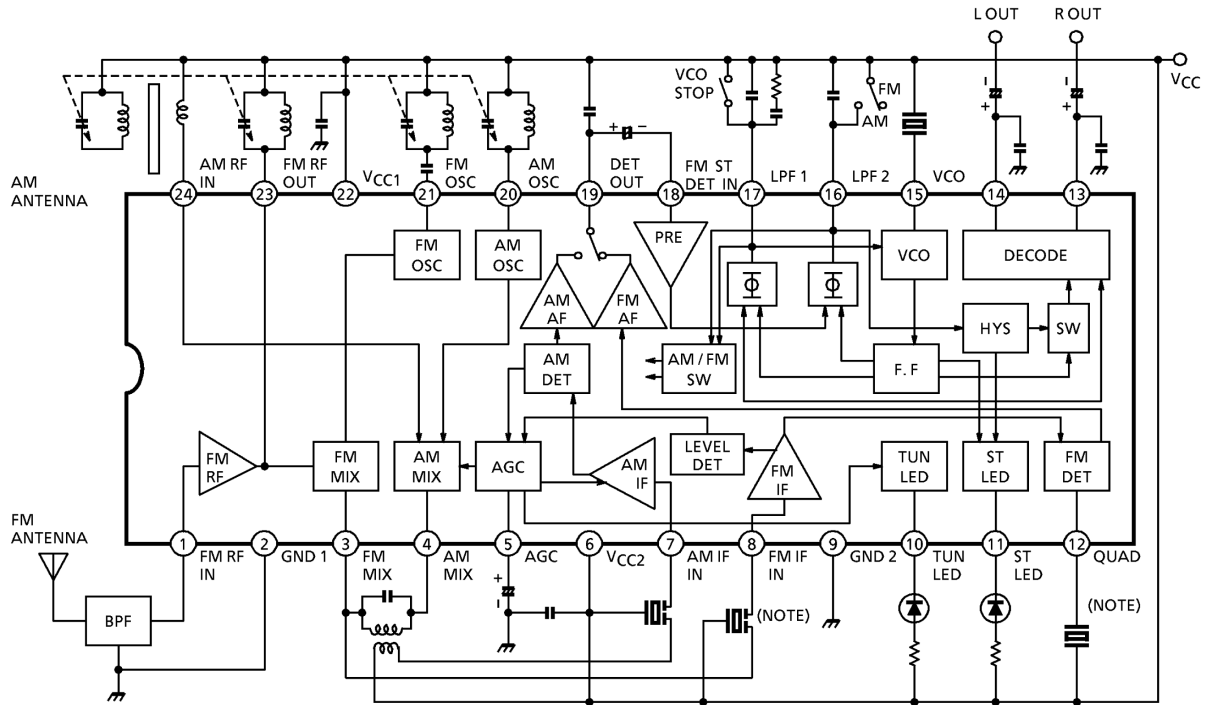 L OUT
R OUT
VCC
VCO
STOP
FM
AM
+
−
−
+
−
+
AM
ANTENNA
AM RF
IN
FM RF
OUT
VCC1
FM
OSC
AM
OSC
DET
OUT
FM ST
DET IN
LPF 1
LPF 2
VCO
24
23
22
21
20
19
18
17
16
15
14
13
FM
OSC
AM
OSC
PRE
VCO
DECODE
AM
AF
FM
AF
HYS
SW
AM
DET
AM / FM
SW
F. F
FM
RF
FM
MIX
AM
MIX
AGC
AM
IF
LEVEL
DET
FM
IF
TUN
LED
ST
LED
FM
DET
FM
ANTENNA
1
2
3
4
5
6
7
8
9
10
11
12
FM RF
IN
GND 1
FM
MIX
AM
MIX
AGC
VCC2
AM IF
IN
FM IF
IN
GND 2
TUN
LED
ST
LED
QUAD
+
−
BPF
(NOTE)
(NOTE)